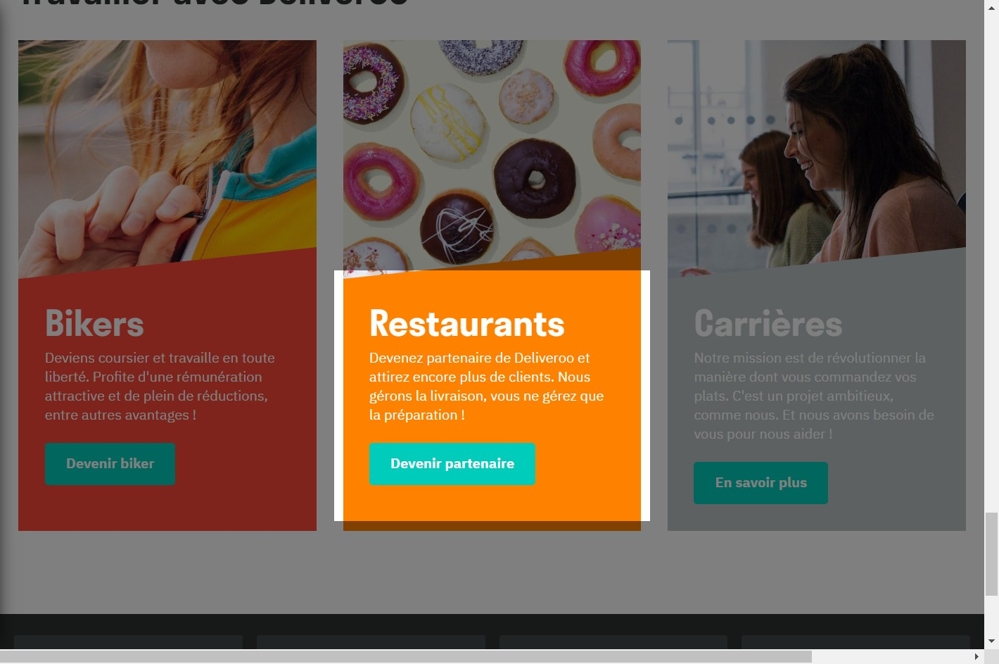 Travailler avec Deliveroo
Bikers
Deviens coursier et travaille en toute
liberté. Profite d'une rémunération
attractive et de plein de réductions,
entre autres avantages !
Devenir biker
Restaurants
Devenez partenaire de Deliveroo et
attirez encore plus de clients. Nous
gérons la livraison, vous ne gérez que
la préparation !
Devenir partenaire
Carrières
Notre mission est de révolutionner la
manière dont vous commandez vos
plats. C'est un projet ambitieux,
comme nous. Et nous avons besoin de
vous pour nous aider !
En savoir plus